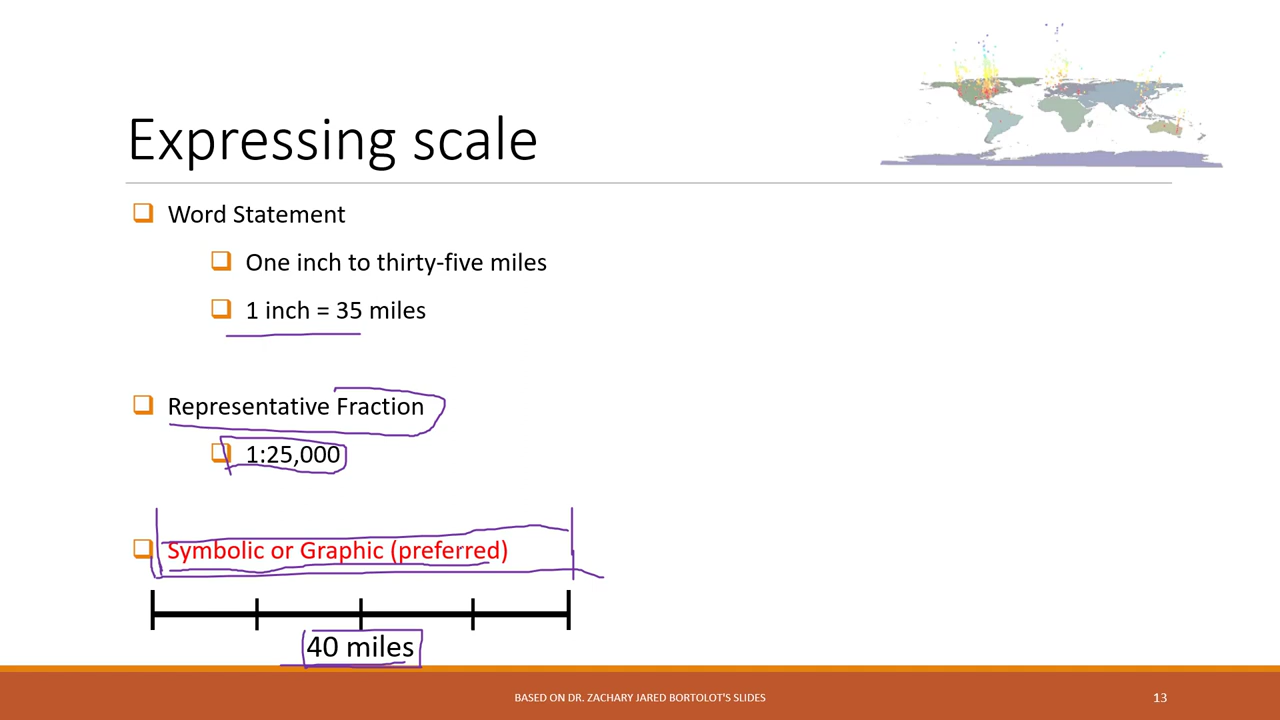 Expressing scale
Word Statement
One inch to thirty-five miles
1 inch = 35 miles
Representative Fraction
1:25,000
Symbolic or Graphic (preferred)
40 miles
BASED ON DR. ZACHARY JARED BORTOLOT'S SLIDES
13